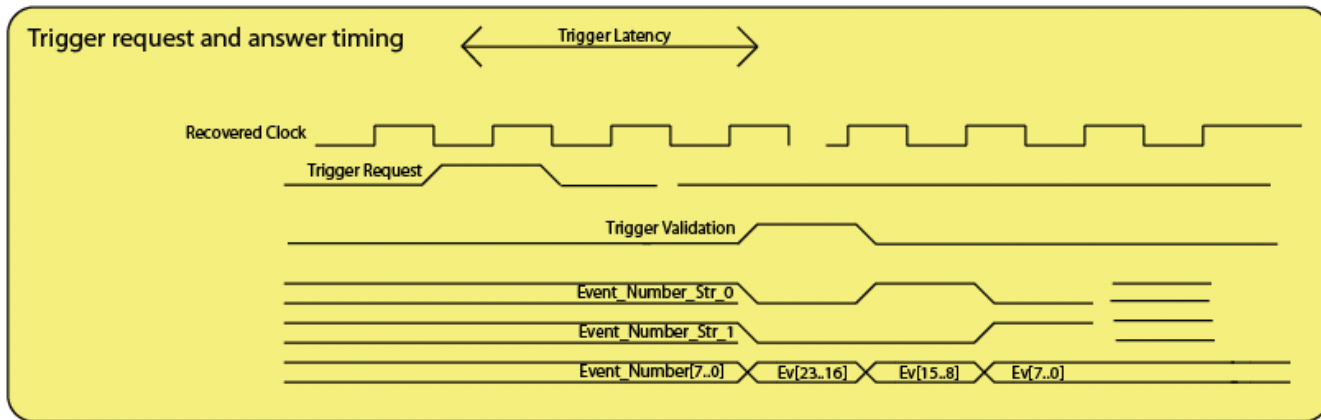 Trigger request and answer timing
Trigger Latency
Recovered Clock
Trigger Request
Trigger Validation
Event_Number_Str_0
Event_Number_Str_1
Event_Number[7..0] Ev[23..16] Ev[15..8] Ev[7..0]